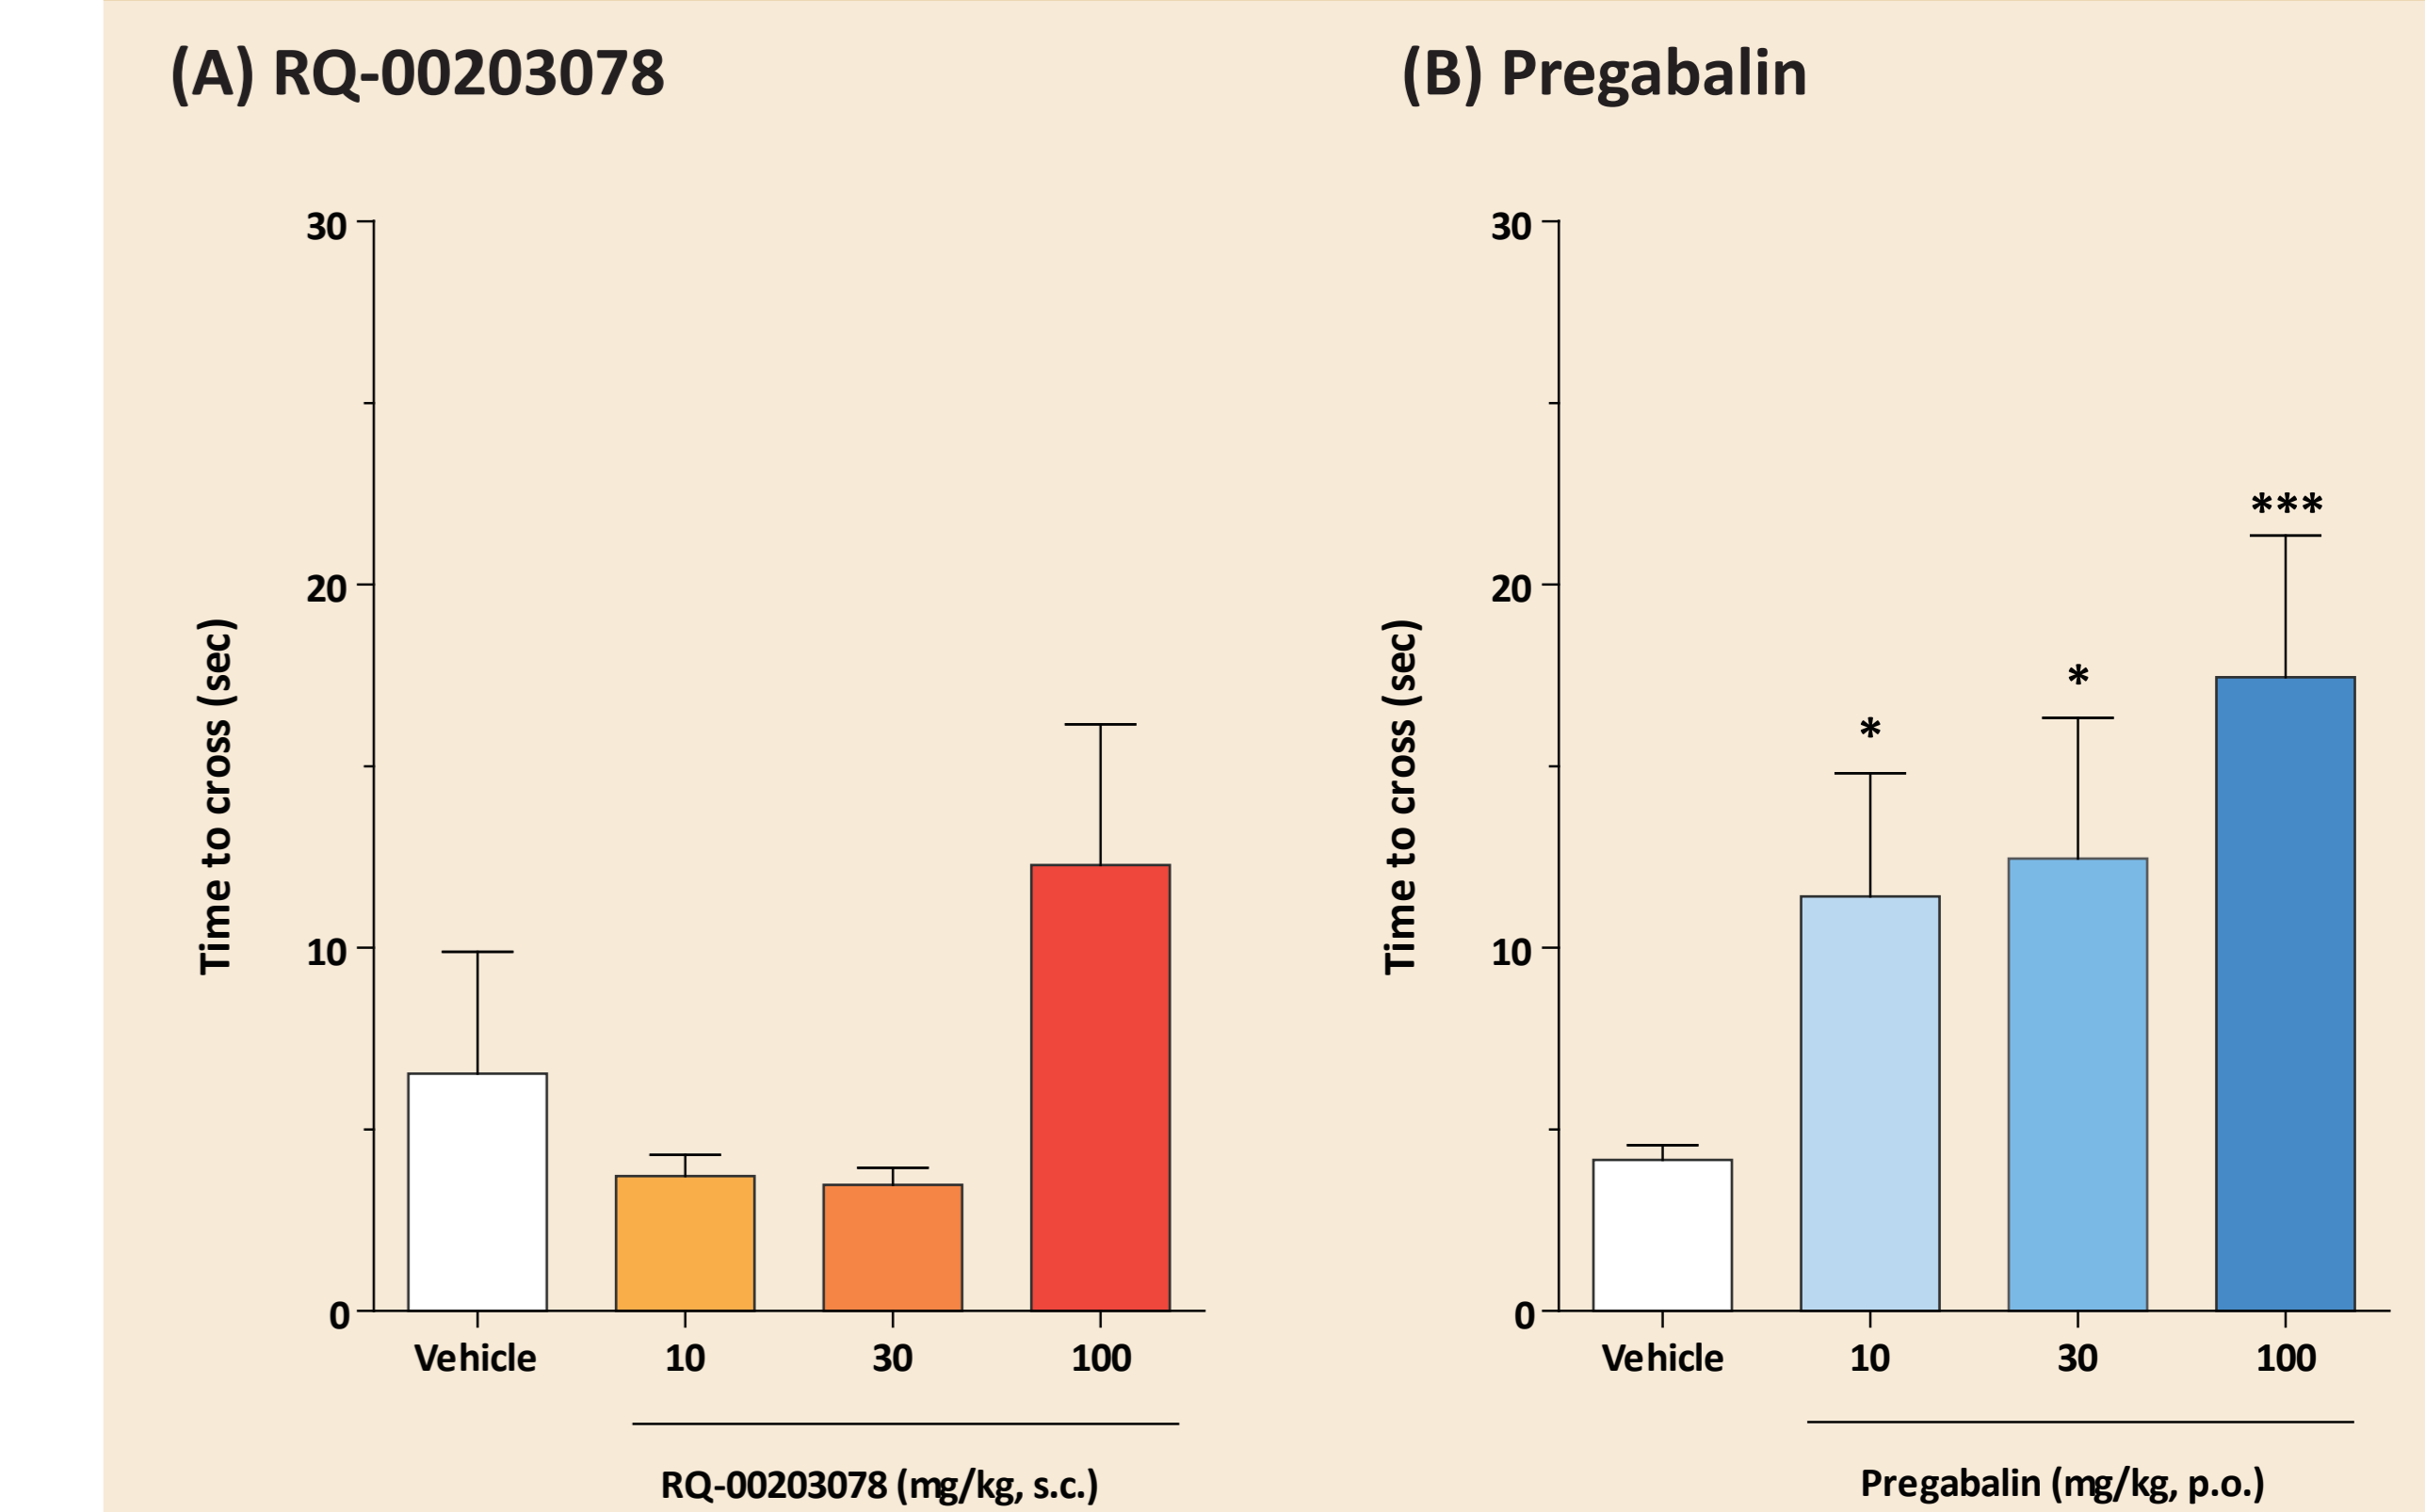 (A) RQ-00203078
30
20
10
0
Time to cross (sec)
Vehicle 10 30 100
RQ-00203078 (mg/kg, s.c.)
(B) Pregabalin
30
20
10
0
Time to cross (sec)
*
*
***
Vehicle 10 30 100
Pregabalin (mg/kg, p.o.)